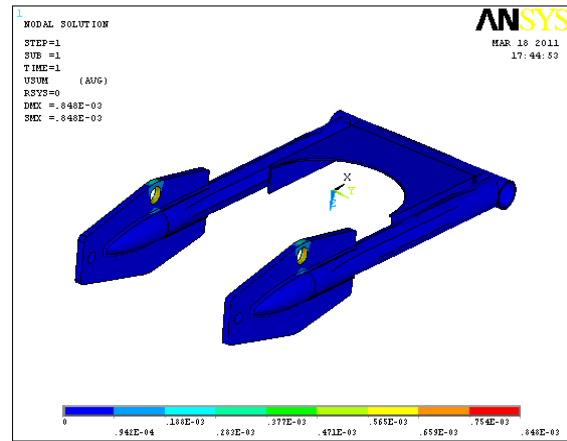 1
NODAL SOLUTION
ANSYS
STEP=1
SUB =1
TIME=1
USUM (AVG)
RSYS=0
DMX =.848E-03
SMX =.848E-03
MAR 18 2011
17:44:53
X
Y
Z
0 .188E-03 .377E-03 .565E-03 .754E-03
.942E-04 .283E-03 .471E-03 .659E-03 .848E-03